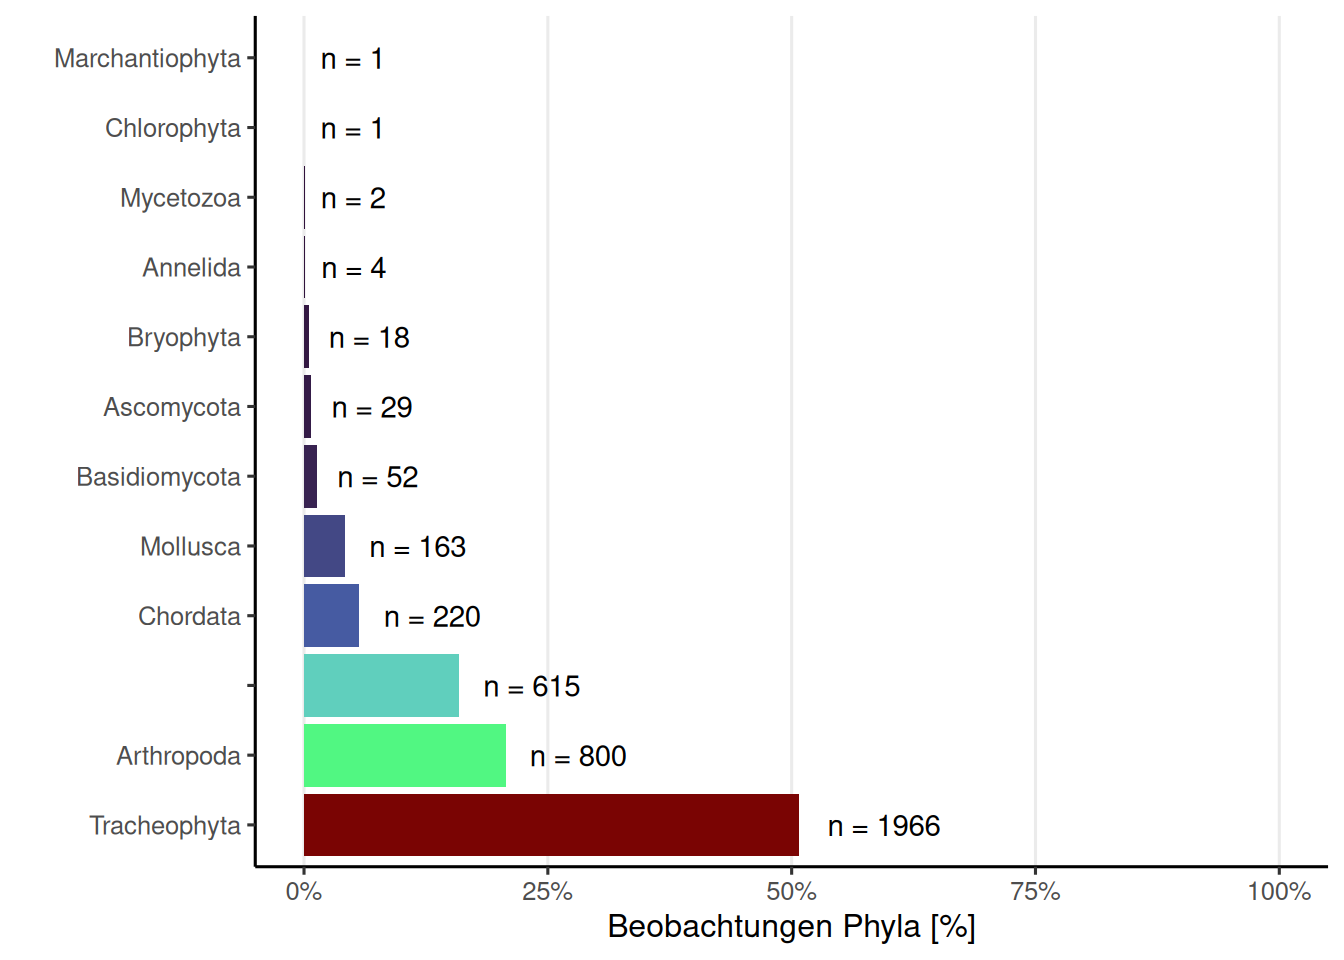 Marchantiophyta n = 1
Chlorophyta n = 1
Mycetozoa n = 2
Annelida n = 4
Bryophyta n = 18
Ascomycota n = 29
Basidiomycota n = 52
Mollusca n = 163
Chordata n = 220
n = 615
Arthropoda n = 800
Tracheophyta n = 1966
0% 25% 50% 75% 100%
Beobachtungen Phyla [%]